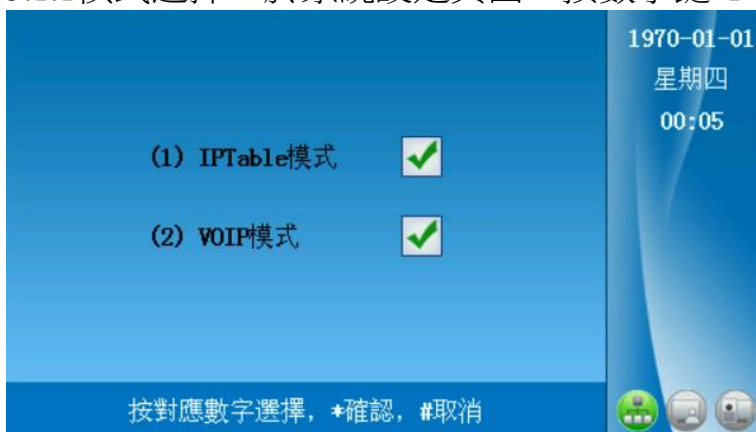 1970-01-01
星期四
00:05
(1) IPTable模式
(2) VOIP模式
按對應數字選擇, *確認, #取消